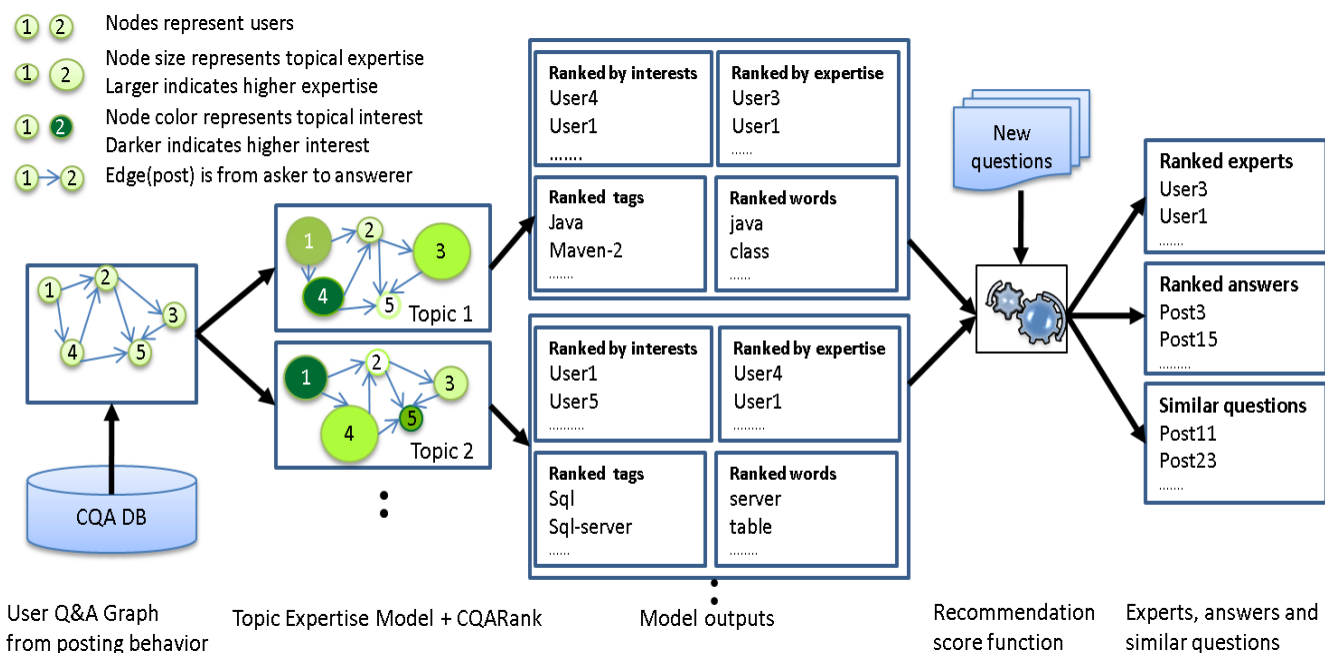 1 2 Nodes represent users
1 2 Node size represents topical expertise
Larger indicates higher expertise
1 2 Node color represents topical interest
Darker indicates higher interest
1 2 Edge(post) is from asker to answerer
1
2
3
4
5
CQA DB
1
2
3
4
5
Topic 1
1
2
3
4
5
Topic 2
Ranked by interests
User4
User1
.......
Ranked by expertise
User3
User1
......
Ranked tags
Java
Maven-2
.......
Ranked words
java
class
......
Ranked by interests
User1
User5
..........
Ranked by expertise
User4
User1
.........
Ranked tags
Sql
Sql-server
......
Ranked words
server
table
........
New
questions
Ranked experts
User3
User1
.......
Ranked answers
Post3
Post15
.........
Similar questions
Post11
Post23
.......
User Q&A Graph
from posting behavior
Topic Expertise Model + CQARank
Model outputs
Recommendation
score function
Experts, answers and
similar questions